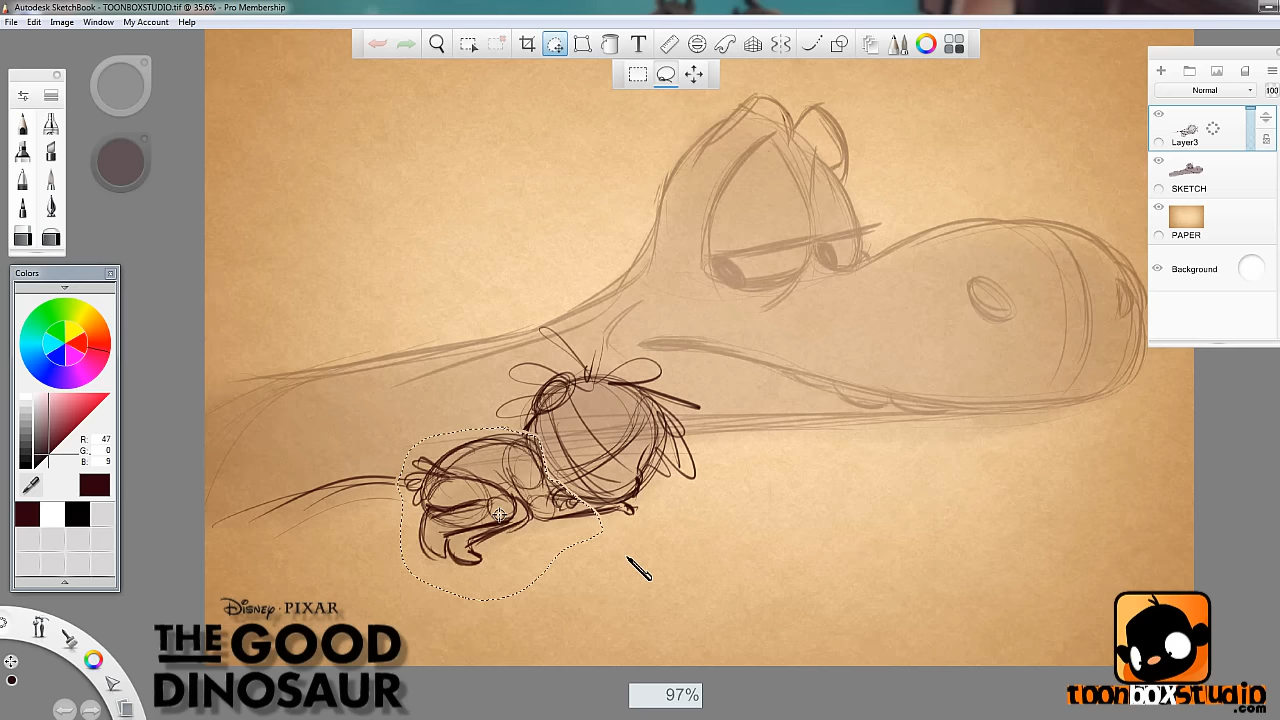 Autodesk SketchBook - TOONBOXSTUDIO.tif @ 35.6% - Pro Membership
File Edit Image Window My Account
T
Normal
100
Layer3
SKETCH
PAPER
Background
Colors
R: 47
G: 0
B: 9
Disney·PIXAR
THE GOOD
DINOSAUR
97%
toonboxstudio
.com